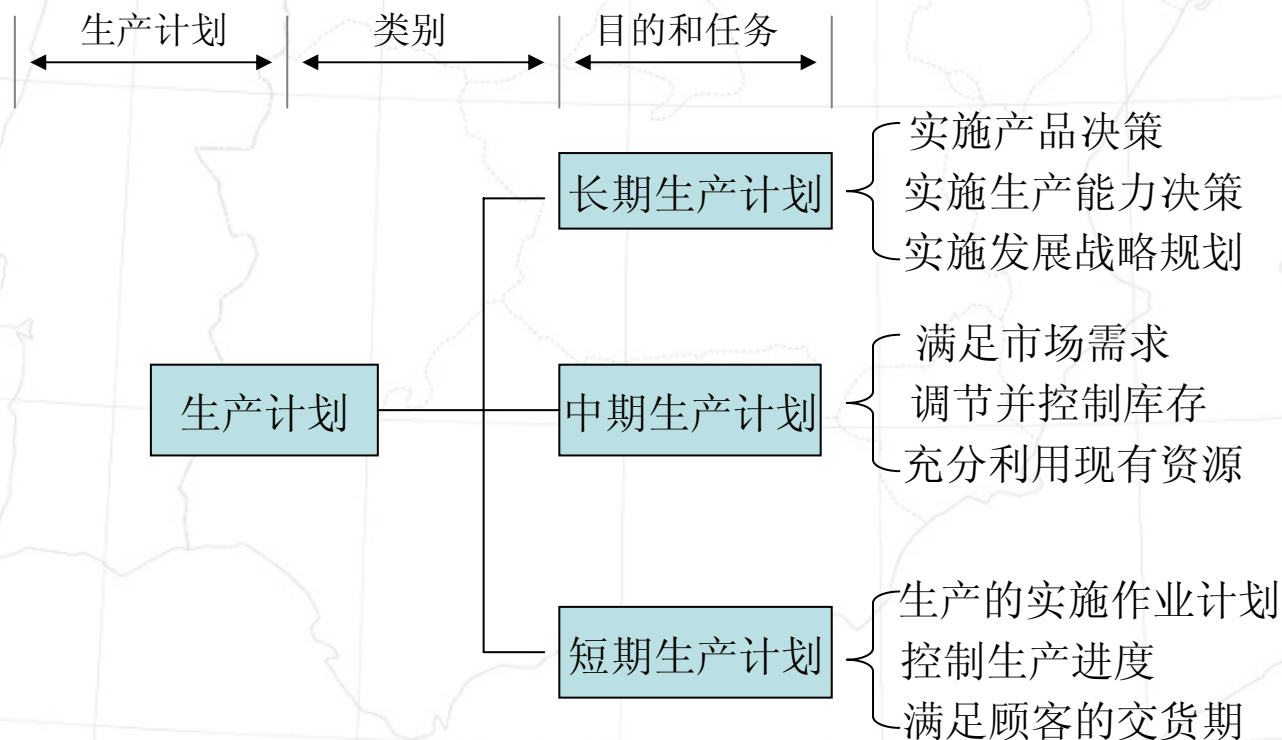 生产计划
类别
目的和任务
长期生产计划
实施产品决策
实施生产能力决策
实施发展战略规划
生产计划
中期生产计划
满足市场需求
调节并控制库存
充分利用现有资源
短期生产计划
生产的实施作业计划
控制生产进度
满足顾客的交货期